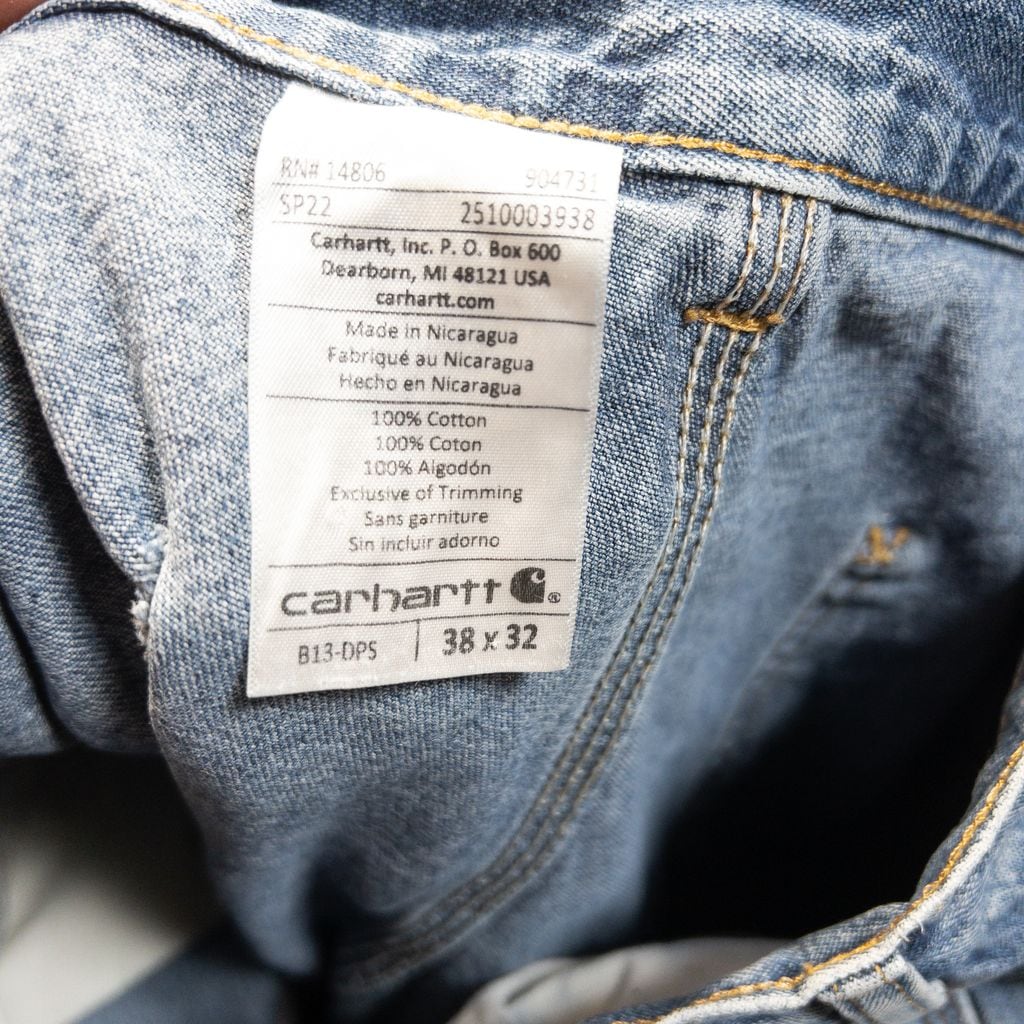 RN# 14806 904731
SP22 2510003938
Carhartt, Inc. P. O. Box 600
Dearborn, MI 48121 USA
carhartt.com
Made in Nicaragua
Fabriqué au Nicaragua
Hecho en Nicaragua
100% Cotton
100% Coton
100% Algodón
Exclusive of Trimming
Sans garniture
Sin incluir adorno
carhartt ®
B13-DPS | 38 x 32